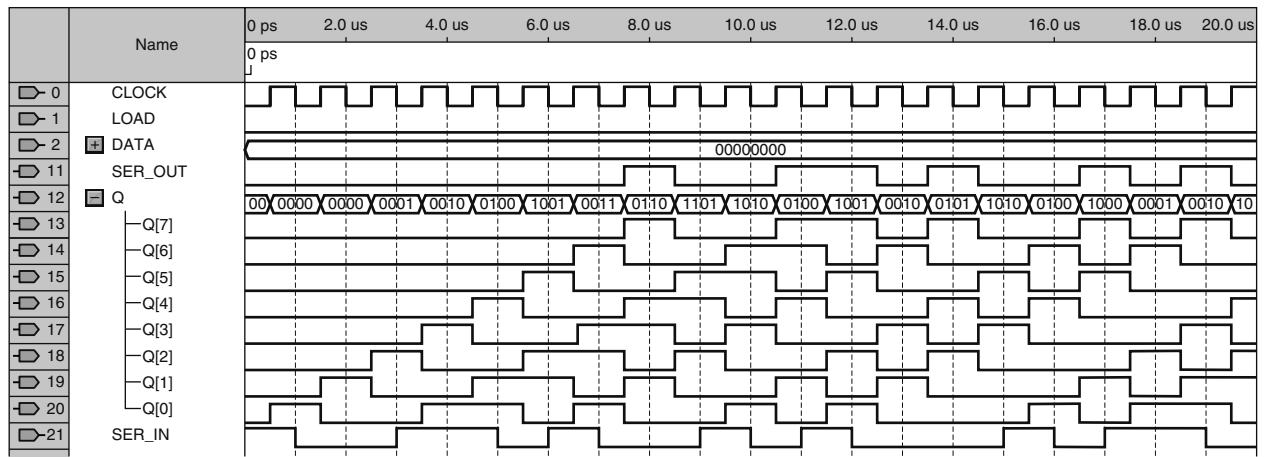 Name
0 ps 2.0 us 4.0 us 6.0 us 8.0 us 10.0 us 12.0 us 14.0 us 16.0 us 18.0 us 20.0 us
0 ps
0 CLOCK
1 LOAD
2 + DATA 00000000
11 SER_OUT
12 − Q 00 0000 0000 0001 0010 0100 1001 0011 0110 1101 1010 0100 1001 0010 0101 1010 0100 1000 0001 0010 10
13 Q[7]
14 Q[6]
15 Q[5]
16 Q[4]
17 Q[3]
18 Q[2]
19 Q[1]
20 Q[0]
21 SER_IN